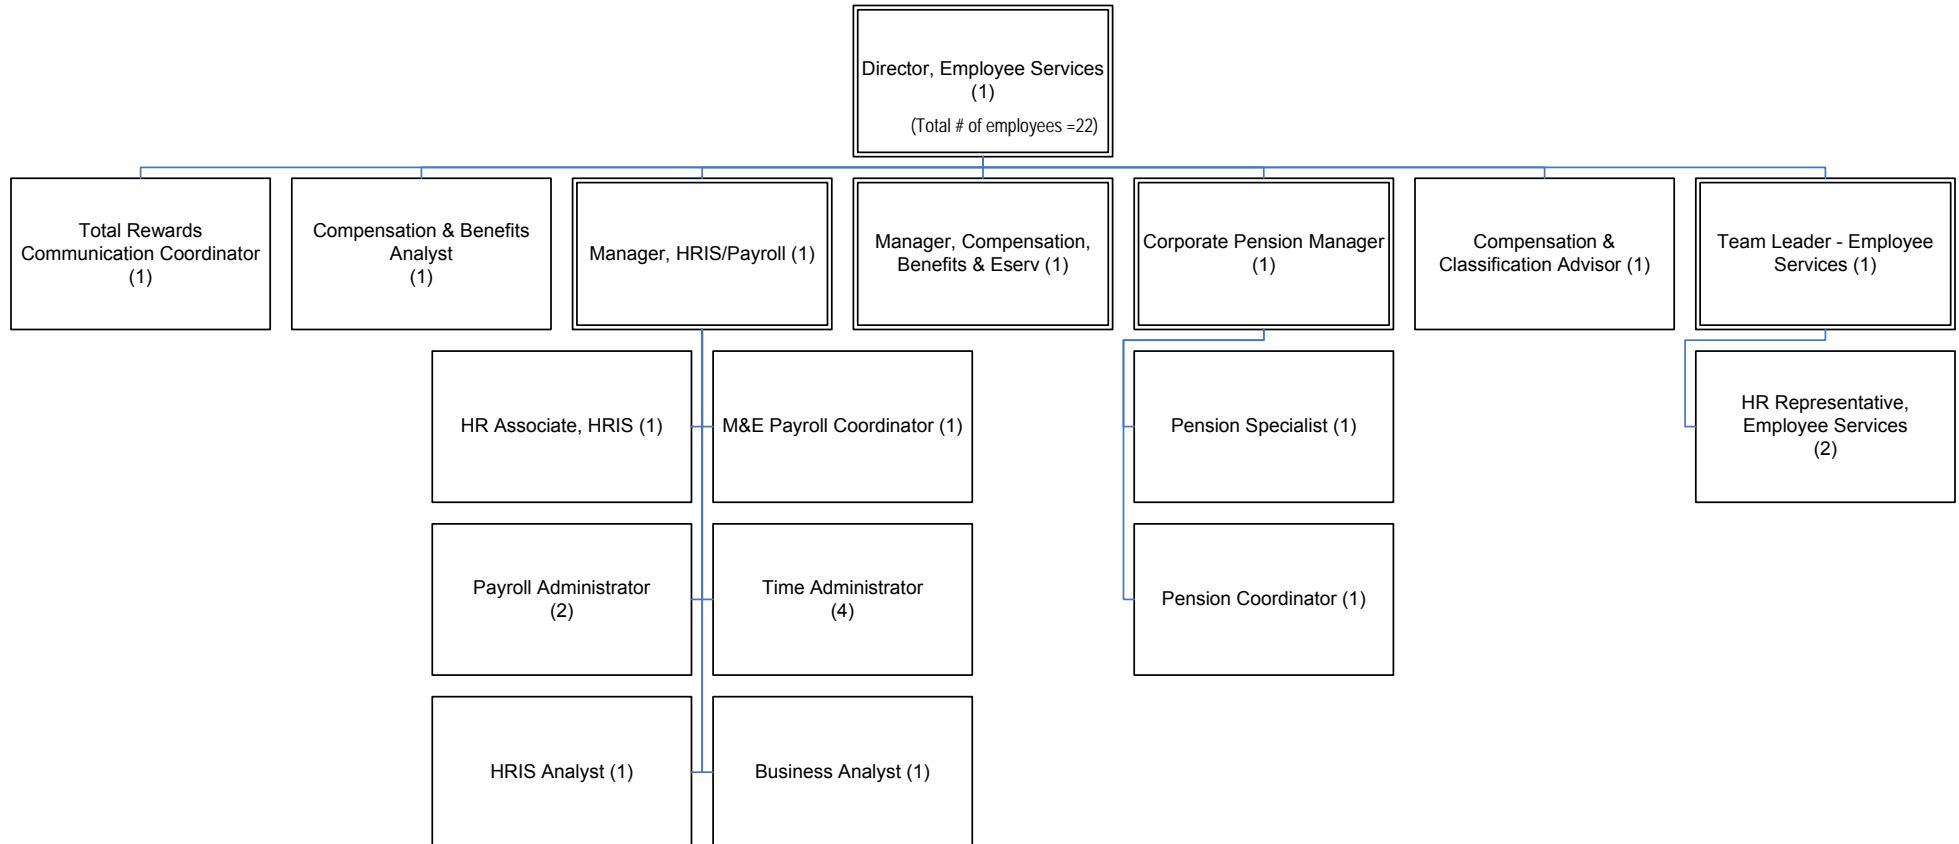 Director, Employee Services
(1)
(Total # of employees =22)
Total Rewards
Communication Coordinator
(1)
Compensation & Benefits
Analyst
(1)
Manager, HRIS/Payroll (1)
Manager, Compensation,
Benefits & Eserv (1)
Corporate Pension Manager
(1)
Compensation &
Classification Advisor (1)
Team Leader - Employee
Services (1)
HR Associate, HRIS (1)
M&E Payroll Coordinator (1)
Pension Specialist (1)
HR Representative,
Employee Services
(2)
Payroll Administrator
(2)
Time Administrator
(4)
Pension Coordinator (1)
HRIS Analyst (1)
Business Analyst (1)